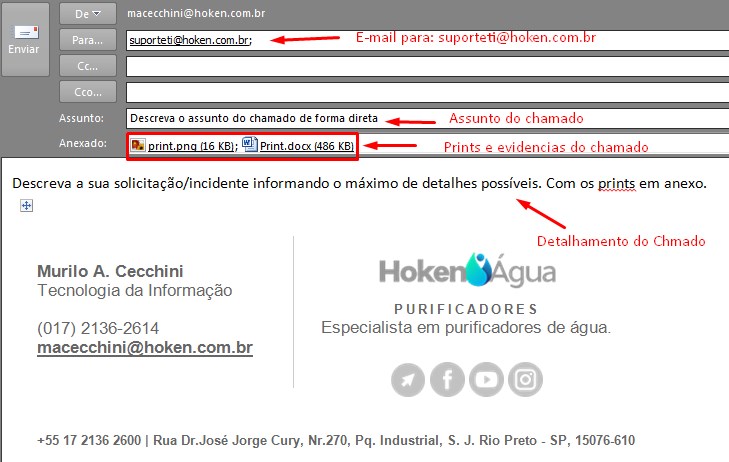 De macecchini@hoken.com.br
Enviar
Para... suporteti@hoken.com.br; E-mail para: suporteti@hoken.com.br
Cc...
Cco...
Assunto: Descreva o assunto do chamado de forma direta Assunto do chamado
Anexado: print.png (16 KB); Print.docx (486 KB) Prints e evidencias do chamado
Descreva a sua solicitação/incidente informando o máximo de detalhes possíveis. Com os prints em anexo.
Detalhamento do Chmado
Murilo A. Cecchini
Tecnologia da Informação
(017) 2136-2614
macecchini@hoken.com.br
Hoken Água
PURIFICADORES
Especialista em purificadores de água.
+55 17 2136 2600 | Rua Dr.José Jorge Cury, Nr.270, Pq. Industrial, S. J. Rio Preto - SP, 15076-610